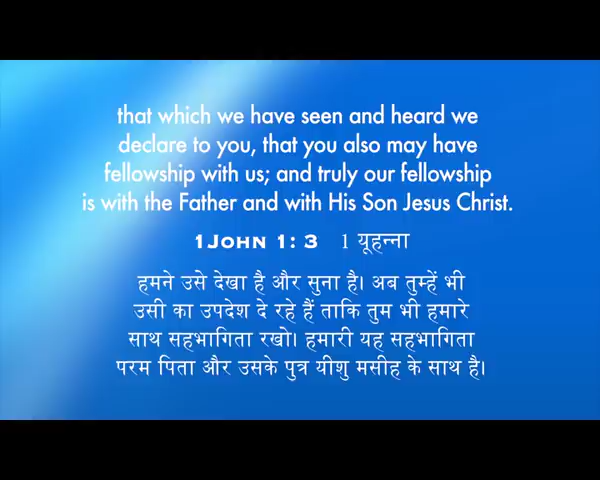 that which we have seen and heard we
declare to you, that you also may have
fellowship with us; and truly our fellowship
is with the Father and with His Son Jesus Christ.
1John 1: 3 1 यूहन्ना
हमने उसे देखा है और सुना है। अब तुम्हें भी
उसी का उपदेश दे रहे हैं ताकि तुम भी हमारे
साथ सहभागिता रखो। हमारी यह सहभागिता
परम पिता और उसके पुत्र यीशु मसीह के साथ है।